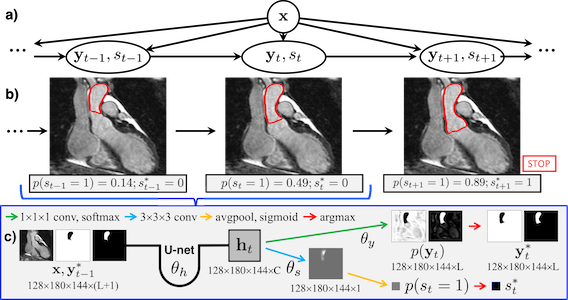 a)
x
... y_{t−1}, s_{t−1} y_t, s_t y_{t+1}, s_{t+1} ...
b)
...
STOP
p(s_{t−1} = 1) = 0.14; s*_{t−1} = 0 p(s_t = 1) = 0.49; s*_t = 0 p(s_{t+1} = 1) = 0.89; s*_{t+1} = 1
1×1×1 conv, softmax 3×3×3 conv avgpool, sigmoid argmax
c)
U-net h_t θ_y
θ_h θ_s
x, y*_{t−1} p(y_t) y*_t
128×180×144×(L+1) 128×180×144×C 128×180×144×L 128×180×144×L
128×180×144×1 p(s_t = 1) s*_t